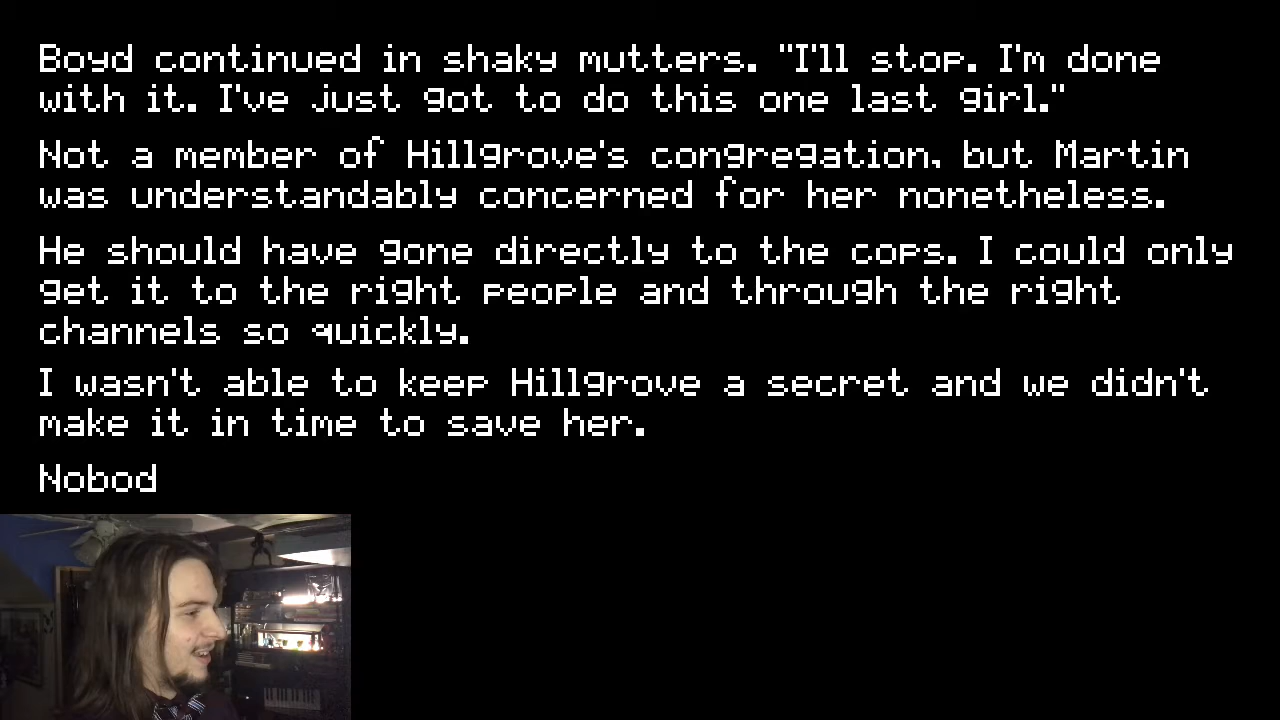 Boyd continued in shaky mutters. "I'll stop. I'm done
with it. I've just got to do this one last girl."
Not a member of Hillgrove's congregation, but Martin
was understandably concerned for her nonetheless.
He should have gone directly to the cops. I could only
get it to the right people and through the right
channels so quickly.
I wasn't able to keep Hillgrove a secret and we didn't
make it in time to save her.
Nobod